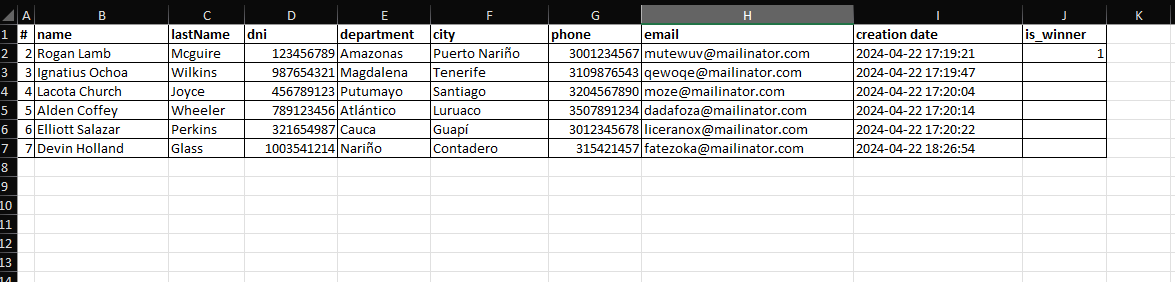 A B C D E F G H I J K
1 # name lastName dni department city phone email creation date is_winner
2 2 Rogan Lamb Mcguire 123456789 Amazonas Puerto Nariño 3001234567 mutewuv@mailinator.com 2024-04-22 17:19:21 1
3 3 Ignatius Ochoa Wilkins 987654321 Magdalena Tenerife 3109876543 qewoqe@mailinator.com 2024-04-22 17:19:47
4 4 Lacota Church Joyce 456789123 Putumayo Santiago 3204567890 moze@mailinator.com 2024-04-22 17:20:04
5 5 Alden Coffey Wheeler 789123456 Atlántico Luruaco 3507891234 dadafoza@mailinator.com 2024-04-22 17:20:14
6 6 Elliott Salazar Perkins 321654987 Cauca Guapí 3012345678 liceranox@mailinator.com 2024-04-22 17:20:22
7 7 Devin Holland Glass 1003541214 Nariño Contadero 315421457 fatezoka@mailinator.com 2024-04-22 18:26:54
8
9
10
11
12
13
14